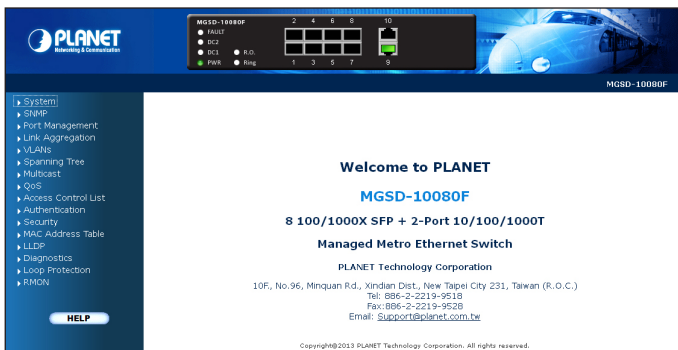 PLANET
Networking & Communication
MGSD-10080F
FAULT
DC2
DC1 R.O.
PWR Ring
2 4 6 8 10
1 3 5 7 9
MGSD-10080F
System
SNMP
Port Management
Link Aggregation
VLANs
Spanning Tree
Multicast
QoS
Access Control List
Authentication
Security
MAC Address Table
LLDP
Diagnostics
Loop Protection
RMON
HELP
Welcome to PLANET
MGSD-10080F
8 100/1000X SFP + 2-Port 10/100/1000T
Managed Metro Ethernet Switch
PLANET Technology Corporation
10F., No.96, Minquan Rd., Xindian Dist., New Taipei City 231, Taiwan (R.O.C.)
Tel: 886-2-2219-9518
Fax:886-2-2219-9528
Email: Support@planet.com.tw
Copyright@2013 PLANET Technology Corporation. All rights reserved.